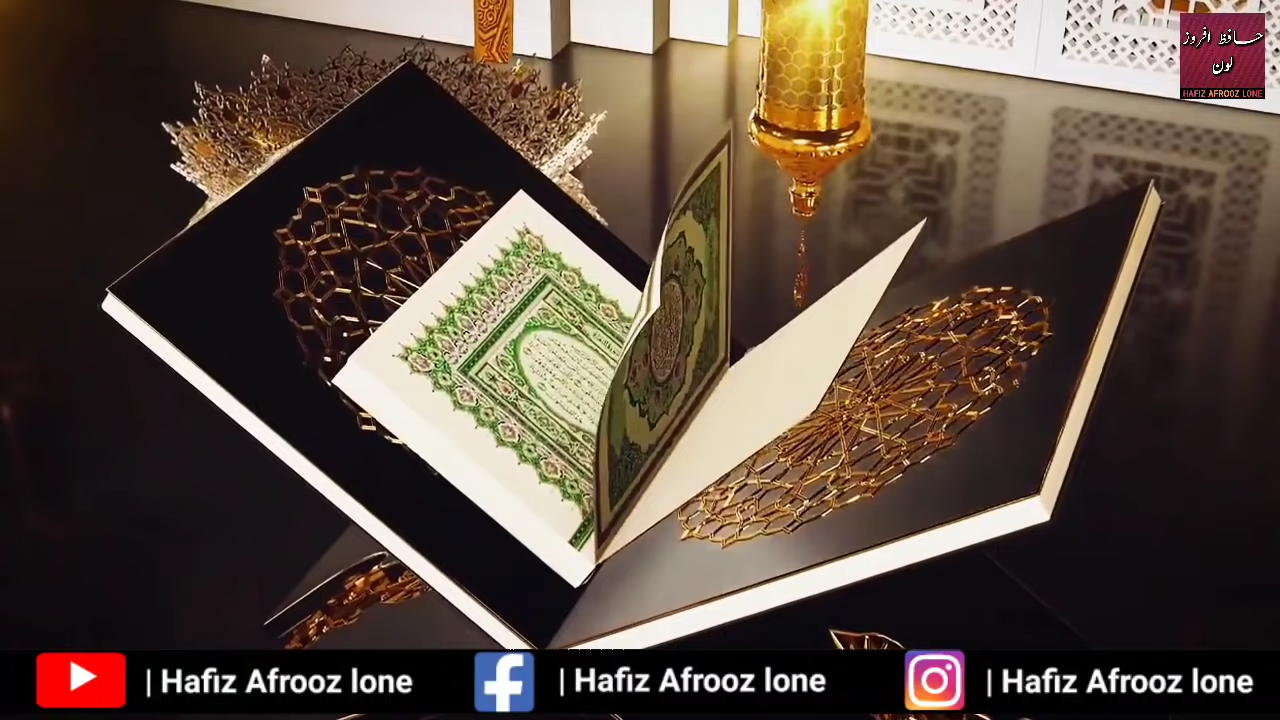 حافظ افروز
لون
HAFIZ AFROOZ LONE
| Hafiz Afrooz lone
| Hafiz Afrooz lone
| Hafiz Afrooz lone